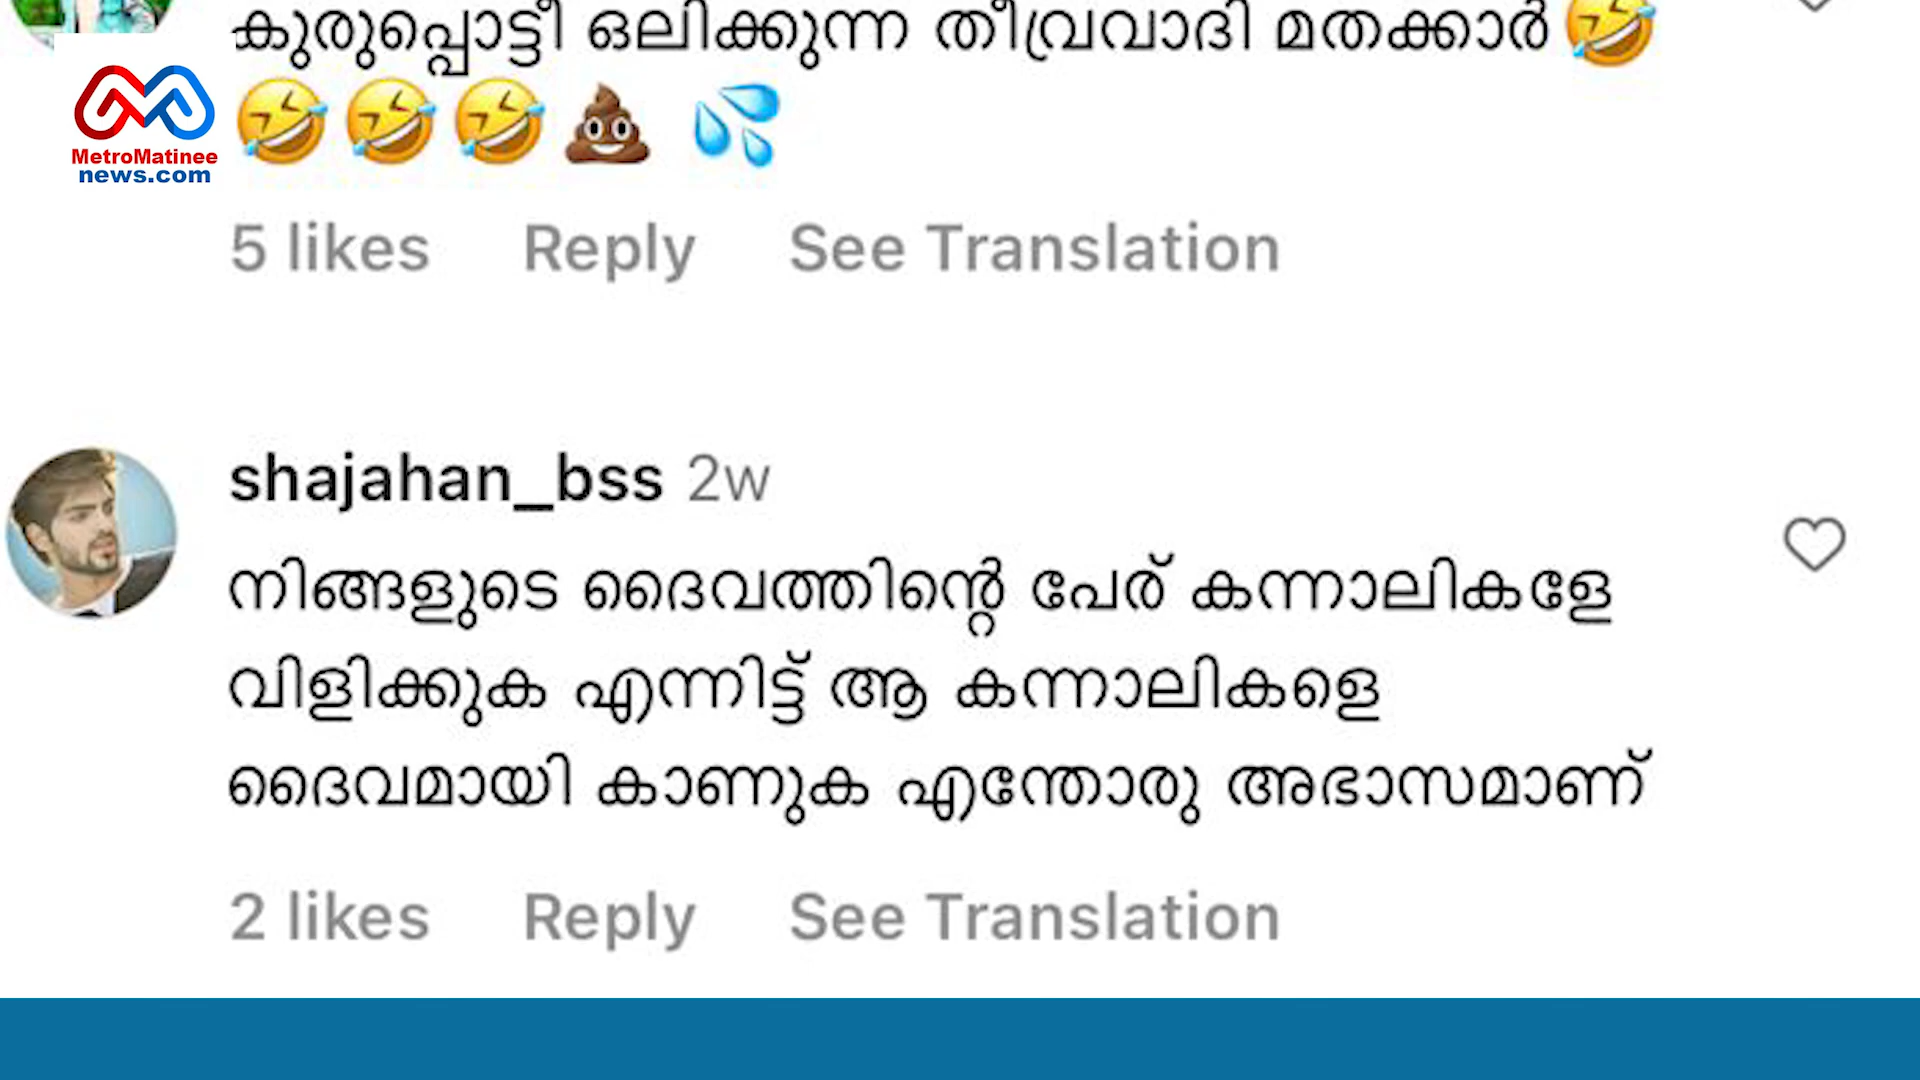 കുരുപ്പൊട്ടീ ഒലിക്കുന്ന തീവ്രവാദി മതക്കാർ🤣
🤣🤣🤣💩 💦
MetroMatinee
news.com
5 likes Reply See Translation
shajahan_bss 2w
നിങ്ങളുടെ ദൈവത്തിന്റെ പേര് കന്നാലികളേ
വിളിക്കുക എന്നിട്ട് ആ കന്നാലികളെ
ദൈവമായി കാണുക എന്തോരു അഭാസമാണ്
2 likes Reply See Translation